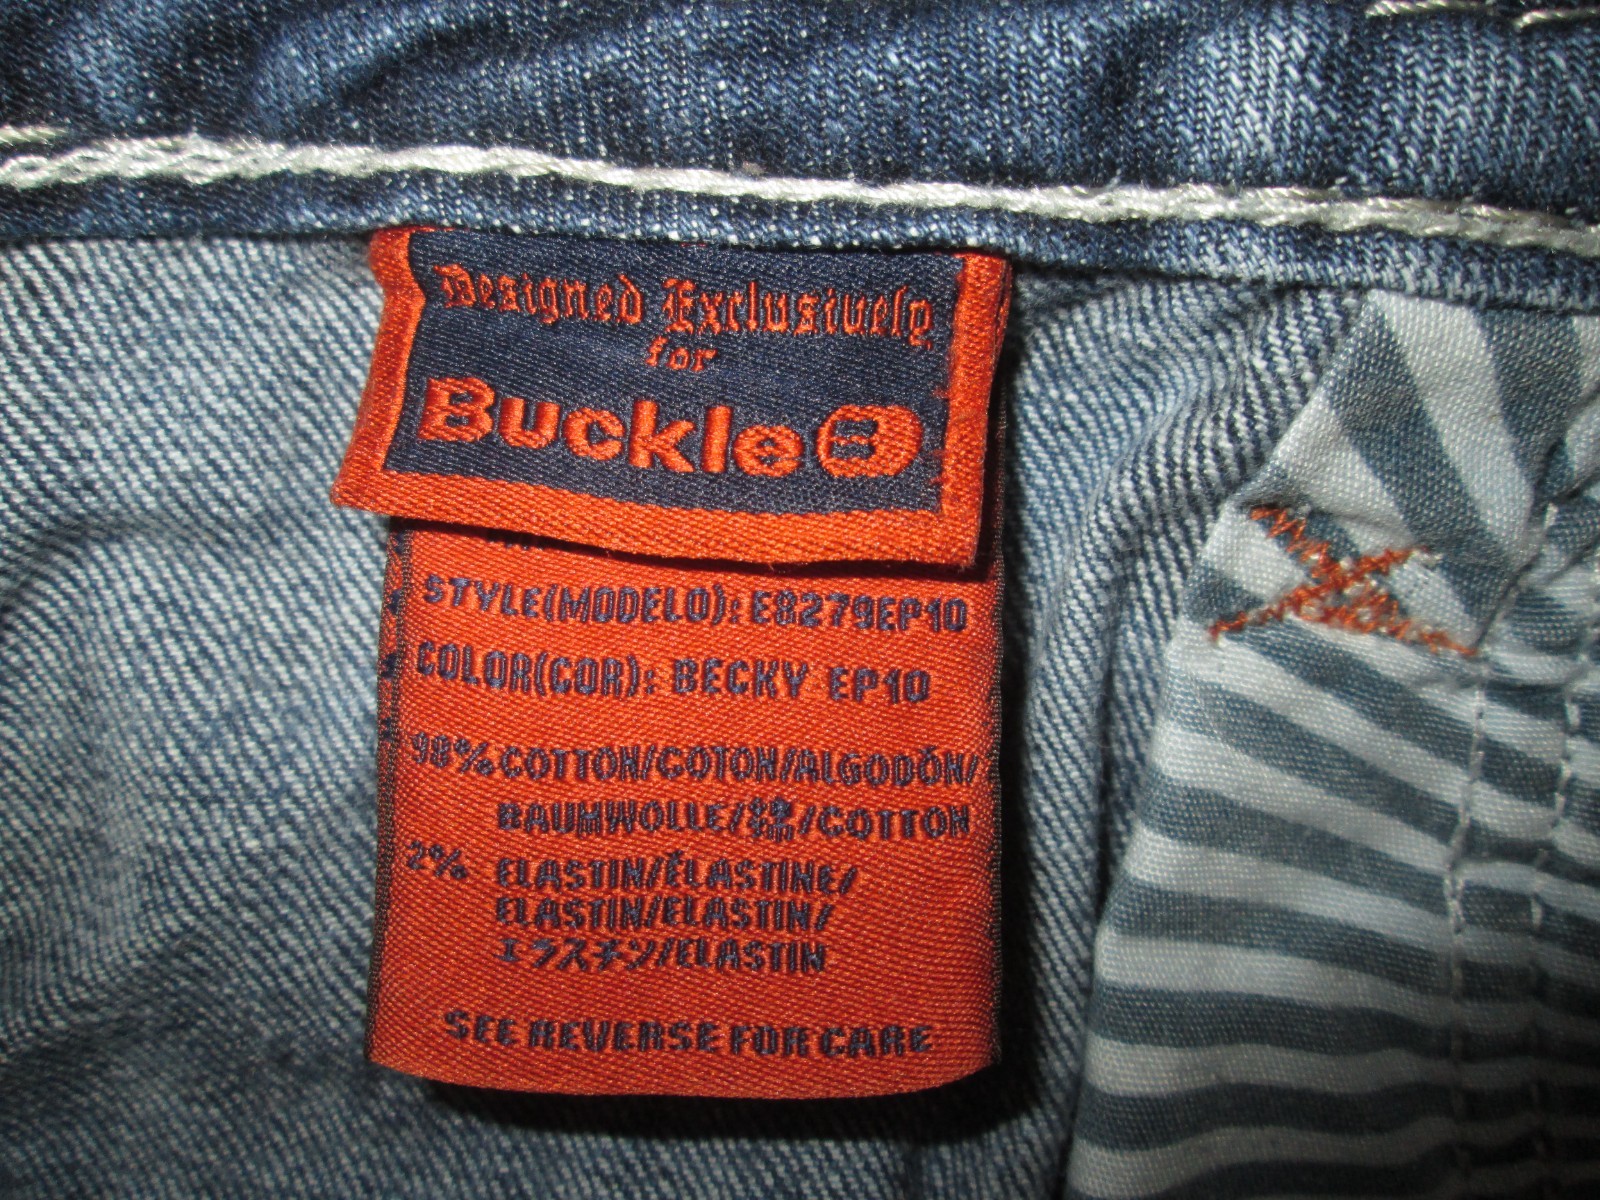 Designed Exclusively
for
Buckle B
STYLE(MODELO): E8279EP10
COLOR(COR): BECKY EP10
98% COTTON/COTON/ALGODÓN/
BAUMWOLLE/綿/COTTON
2% ELASTIN/ÉLASTINE/
ELASTIN/ELASTIN/
エラスチン/ELASTIN
SEE REVERSE FOR CARE